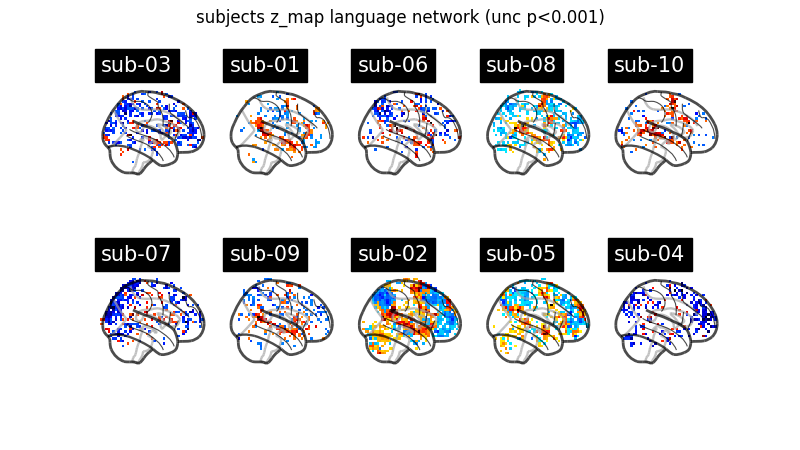 subjects z_map language network (unc p<0.001)
sub-03 sub-01 sub-06 sub-08 sub-10
sub-07 sub-09 sub-02 sub-05 sub-04